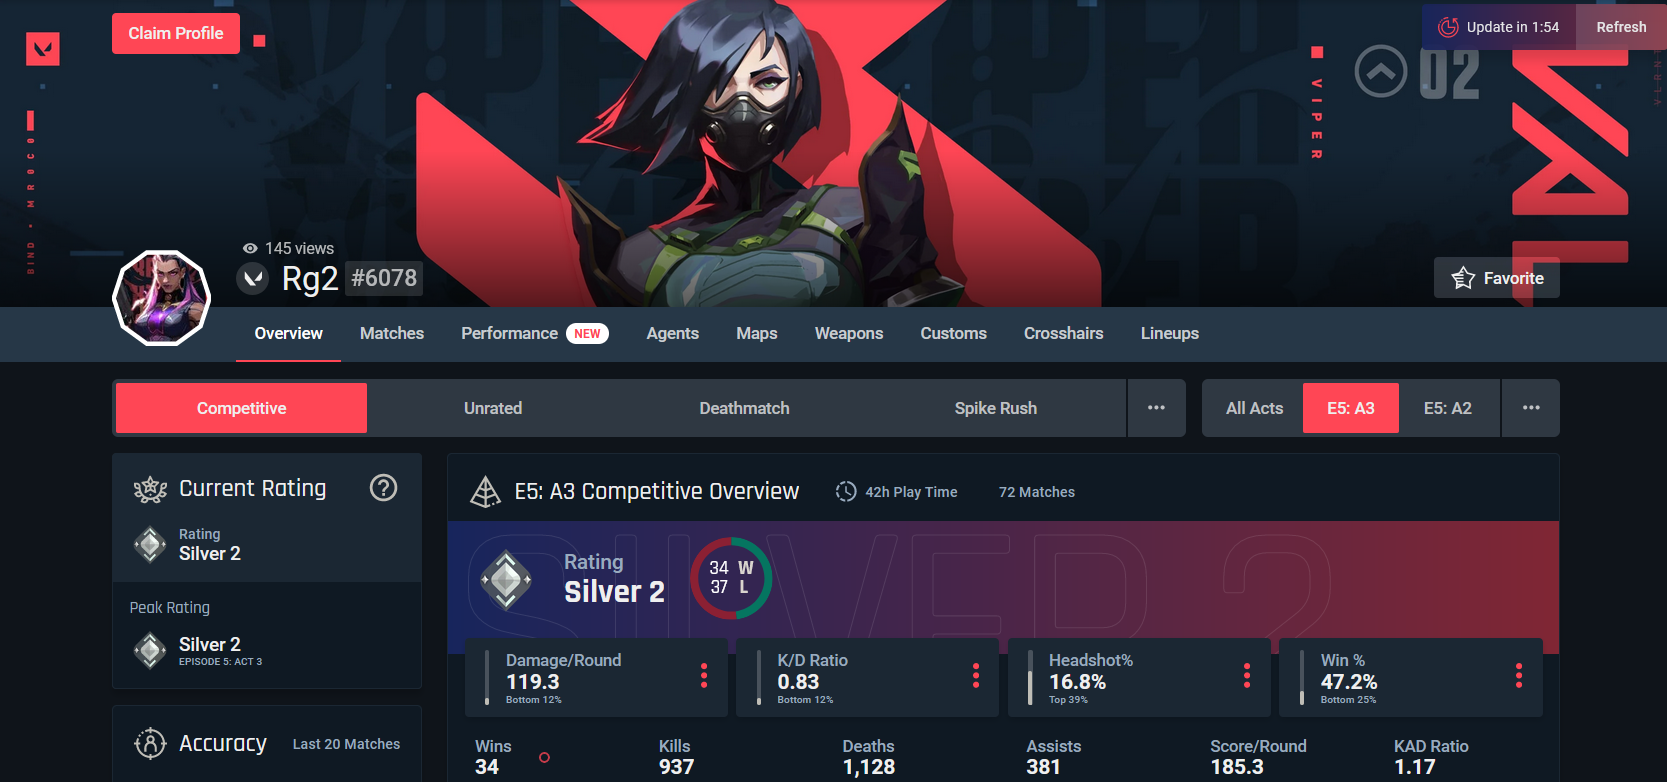 Claim Profile
Update in 1:54
Refresh
02
VIPER
BIND • MR0C0
145 views
Rg2 #6078
Favorite
Overview
Matches
Performance NEW
Agents
Maps
Weapons
Customs
Crosshairs
Lineups
Competitive
Unrated
Deathmatch
Spike Rush
•••
All Acts
E5: A3
E5: A2
•••
Current Rating
?
Rating
Silver 2
Peak Rating
Silver 2
EPISODE 5: ACT 3
Accuracy
Last 20 Matches
E5: A3 Competitive Overview
42h Play Time
72 Matches
SILVER 2
Rating
Silver 2
34 W
37 L
Damage/Round
119.3
Bottom 12%
K/D Ratio
0.83
Bottom 12%
Headshot%
16.8%
Top 39%
Win %
47.2%
Bottom 25%
Wins
34
Kills
937
Deaths
1,128
Assists
381
Score/Round
185.3
KAD Ratio
1.17